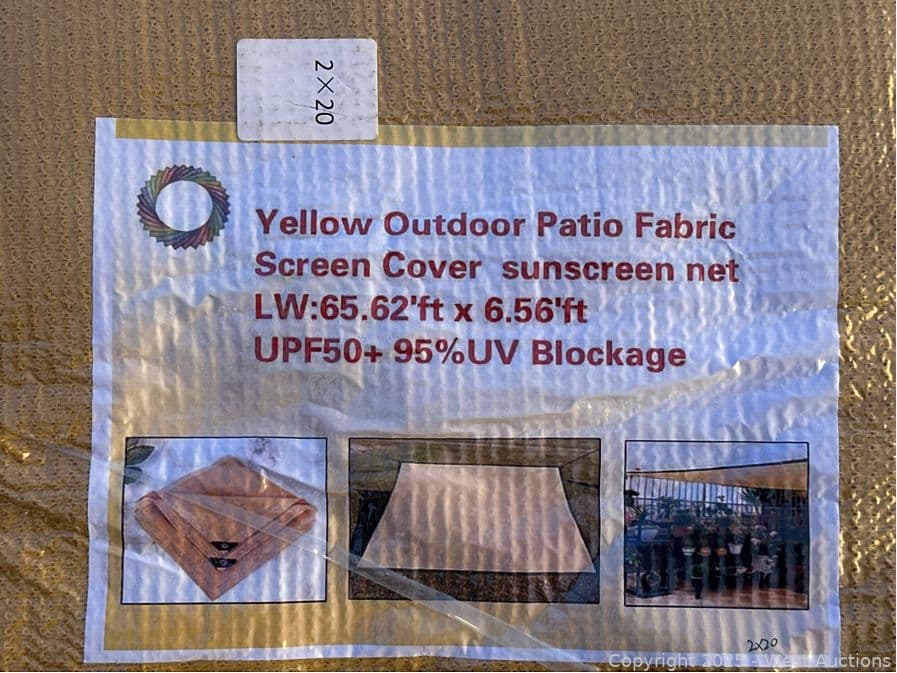 2×20
Yellow Outdoor Patio Fabric
Screen Cover sunscreen net
LW:65.62'ft x 6.56'ft
UPF50+ 95%UV Blockage
2x20
Copyright 2025 - West Auctions